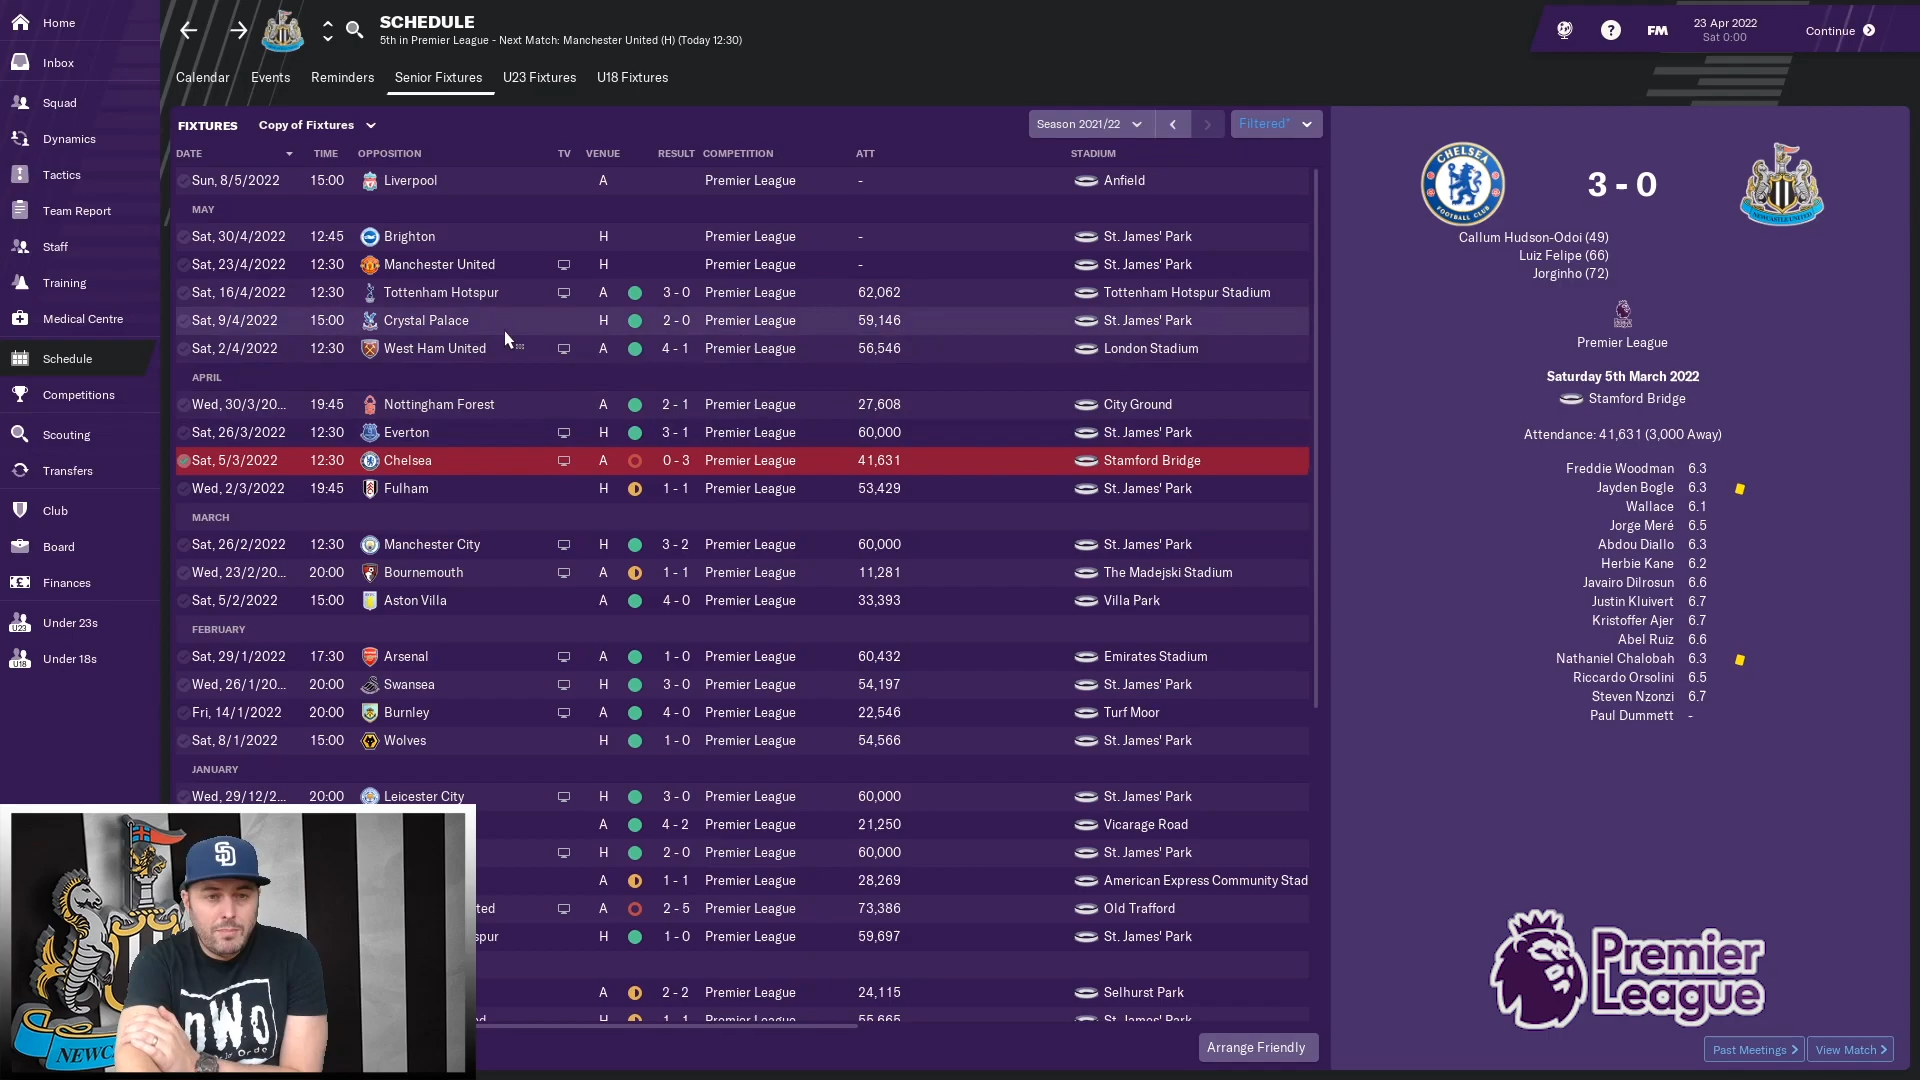 Home
Inbox
Squad
Dynamics
Tactics
Team Report
Staff
Training
Medical Centre
Schedule
Competitions
Scouting
Transfers
Club
Board
Finances
U23 Under 23s
U18 Under 18s
SCHEDULE
5th in Premier League - Next Match: Manchester United (H) (Today 12:30)
? FM 23 Apr 2022 Continue
Sat 0:00
Calendar Events Reminders Senior Fixtures U23 Fixtures U18 Fixtures
FIXTURES Copy of Fixtures Season 2021/22 Filtered*
DATE TIME OPPOSITION TV VENUE RESULT COMPETITION ATT STADIUM
Sun, 8/5/2022 15:00 Liverpool A Premier League - Anfield
MAY
Sat, 30/4/2022 12:45 Brighton H Premier League - St. James' Park
Sat, 23/4/2022 12:30 Manchester United H Premier League - St. James' Park
Sat, 16/4/2022 12:30 Tottenham Hotspur A 3 - 0 Premier League 62,062 Tottenham Hotspur Stadium
Sat, 9/4/2022 15:00 Crystal Palace H 2 - 0 Premier League 59,146 St. James' Park
Sat, 2/4/2022 12:30 West Ham United A 4 - 1 Premier League 56,546 London Stadium
APRIL
Wed, 30/3/20... 19:45 Nottingham Forest A 2 - 1 Premier League 27,608 City Ground
Sat, 26/3/2022 12:30 Everton H 3 - 1 Premier League 60,000 St. James' Park
Sat, 5/3/2022 12:30 Chelsea A 0 - 3 Premier League 41,631 Stamford Bridge
Wed, 2/3/2022 19:45 Fulham H 1 - 1 Premier League 53,429 St. James' Park
MARCH
Sat, 26/2/2022 12:30 Manchester City H 3 - 2 Premier League 60,000 St. James' Park
Wed, 23/2/20... 20:00 Bournemouth A 1 - 1 Premier League 11,281 The Madejski Stadium
Sat, 5/2/2022 15:00 Aston Villa A 4 - 0 Premier League 33,393 Villa Park
FEBRUARY
Sat, 29/1/2022 17:30 Arsenal A 1 - 0 Premier League 60,432 Emirates Stadium
Wed, 26/1/20... 20:00 Swansea H 3 - 0 Premier League 54,197 St. James' Park
Fri, 14/1/2022 20:00 Burnley A 4 - 0 Premier League 22,546 Turf Moor
Sat, 8/1/2022 15:00 Wolves H 1 - 0 Premier League 54,566 St. James' Park
JANUARY
Wed, 29/12/2... 20:00 Leicester City H 3 - 0 Premier League 60,000 St. James' Park
A 4 - 2 Premier League 21,250 Vicarage Road
H 2 - 0 Premier League 60,000 St. James' Park
A 1 - 1 Premier League 28,269 American Express Community Stad
ted A 2 - 5 Premier League 73,386 Old Trafford
spur H 1 - 0 Premier League 59,697 St. James' Park
A 2 - 2 Premier League 24,115 Selhurst Park
H 1 - 1 Premier League 55,665 St. James' Park
Arrange Friendly
CHELSEA
FOOTBALL CLUB
3 - 0
NEWCASTLE UNITED
Callum Hudson-Odoi (49)
Luiz Felipe (66)
Jorginho (72)
Premier League
Saturday 5th March 2022
Stamford Bridge
Attendance: 41,631 (3,000 Away)
Freddie Woodman 6.3
Jayden Bogle 6.3
Wallace 6.1
Jorge Meré 6.5
Abdou Diallo 6.3
Herbie Kane 6.2
Javairo Dilrosun 6.6
Justin Kluivert 6.7
Kristoffer Ajer 6.7
Abel Ruiz 6.6
Nathaniel Chalobah 6.3
Riccardo Orsolini 6.5
Steven Nzonzi 6.7
Paul Dummett -
Premier
League
Past Meetings View Match
SD
nWo
NEWC